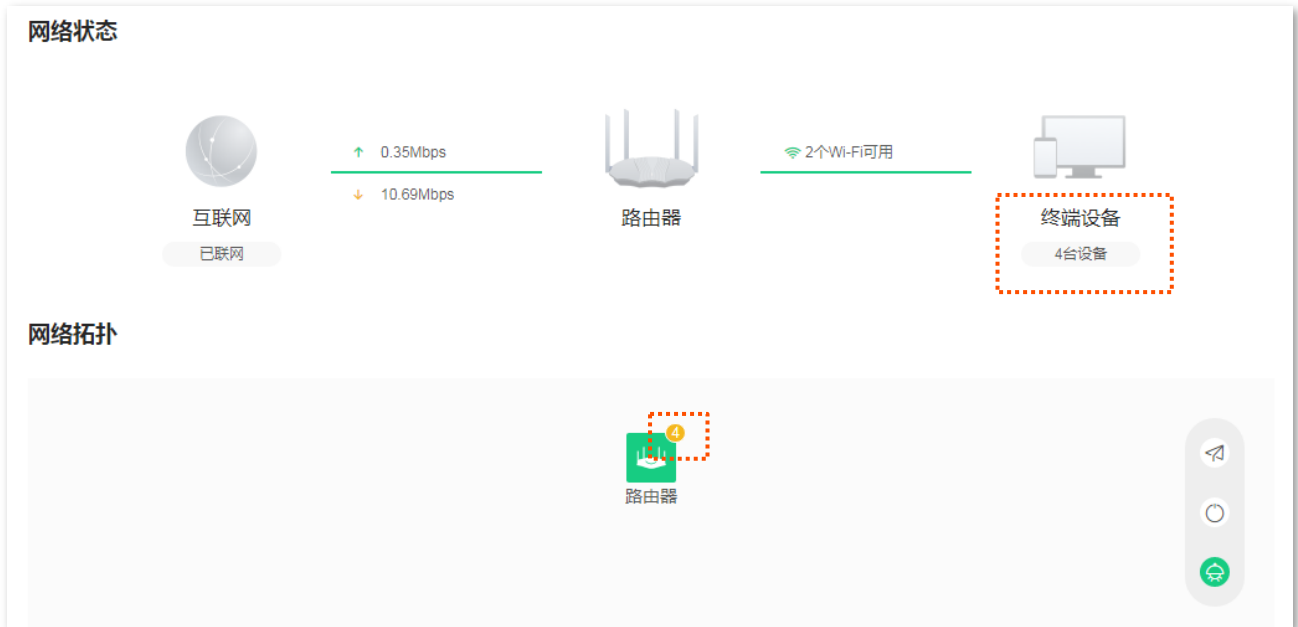 网络状态
0.35Mbps
2个Wi-Fi可用
10.69Mbps
互联网
路由器
终端设备
已联网
4台设备
网络拓扑
4
路由器